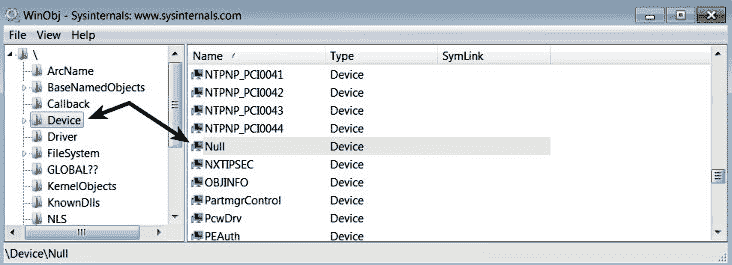 WinObj - Sysinternals: www.sysinternals.com
File View Help
\
ArcName
BaseNamedObjects
Callback
Device
Driver
FileSystem
GLOBAL??
KernelObjects
KnownDlls
NLS
Name Type SymLink
NTPNP_PCI0041 Device
NTPNP_PCI0042 Device
NTPNP_PCI0043 Device
NTPNP_PCI0044 Device
Null Device
NXTIPSEC Device
OBJINFO Device
PartmgrControl Device
PcwDrv Device
PEAuth Device
\Device\Null